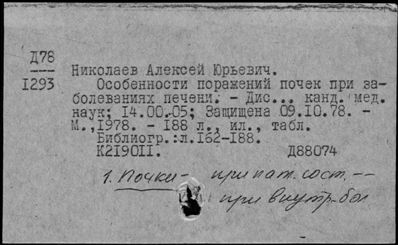 Д78
1293
Николаев Алексей Юрьевич.
Особенности поражений почек при за-
болеваниях печени. - Дис... канд. мед.
наук; 14.00.05; Защищена 09.10.78. -
М.,1978. - 188 л., ил., табл.
Библиогр.:л.162-188.
К219011. Д88074
1. Почки - при пат. сост. --
при внутр. бол